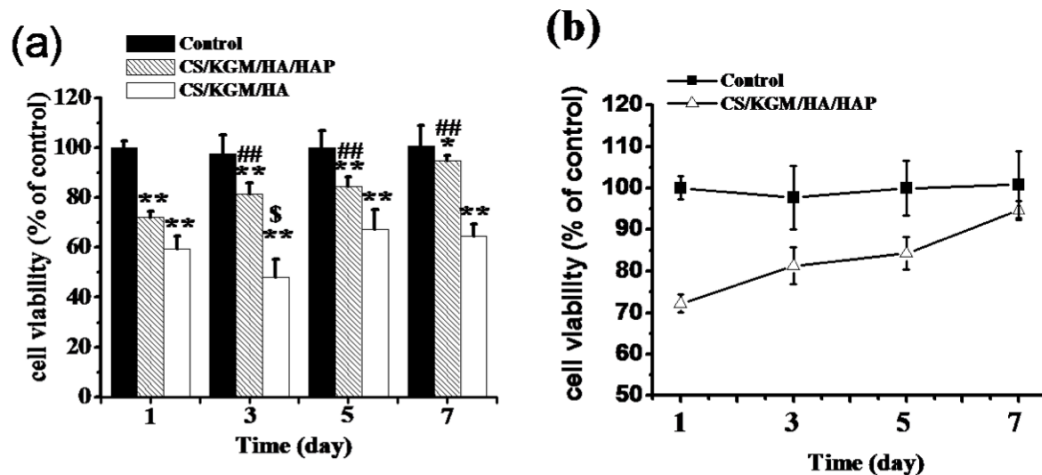 (a)
Control
CS/KGM/HA/HAP
CS/KGM/HA
cell viability (% of control)
120
100
80
60
40
20
0
**
**
##
**
$
**
##
**
**
##
*
**
1 3 5 7
Time (day)
(b)
Control
CS/KGM/HA/HAP
cell viability (% of control)
120
110
100
90
80
70
60
50
1 3 5 7
Time (day)